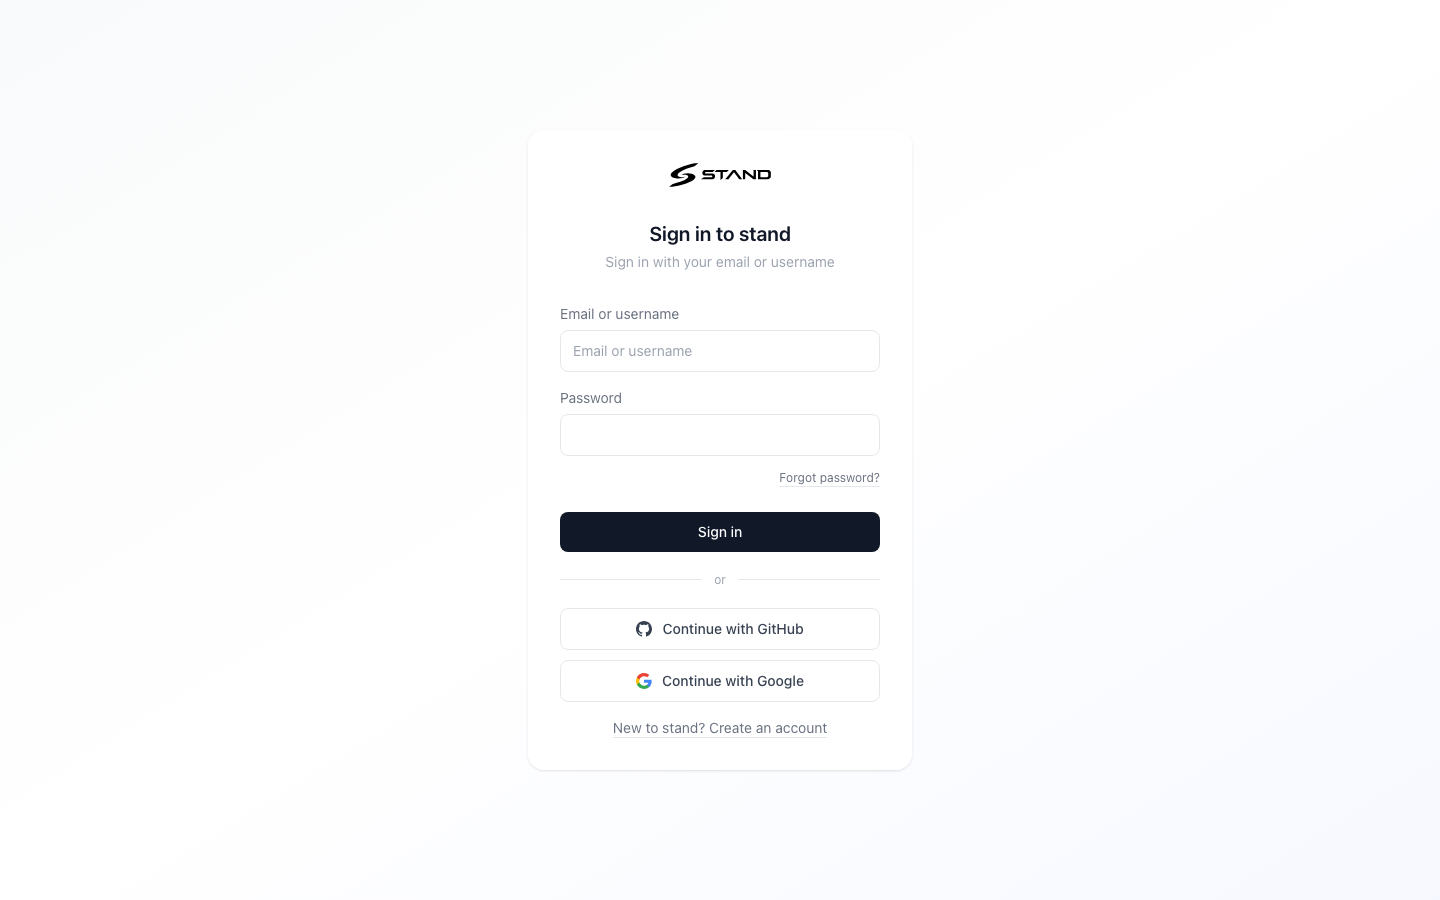 STAND
Sign in to stand
Sign in with your email or username
Email or username
Email or username
Password
Forgot password?
Sign in
or
Continue with GitHub
Continue with Google
New to stand? Create an account